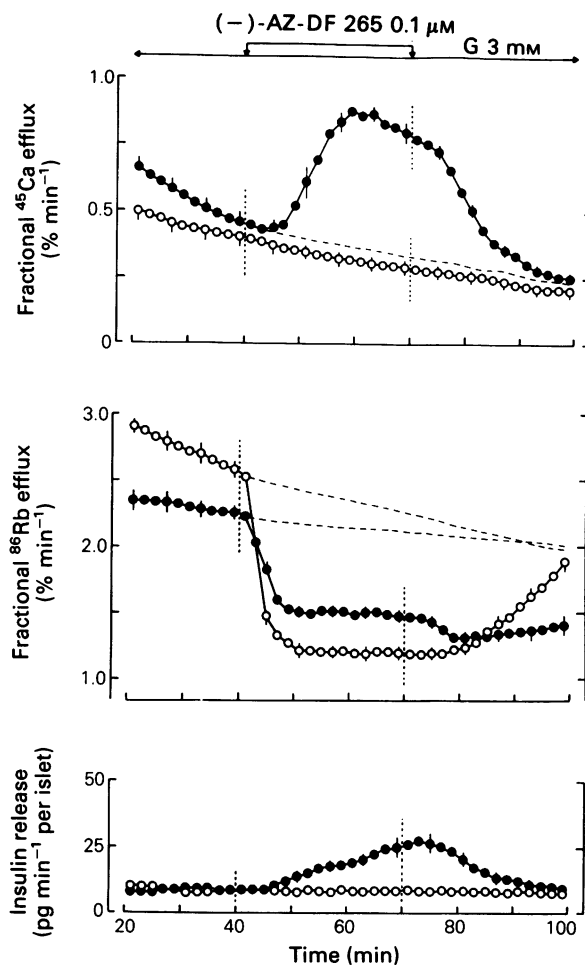 (−)-AZ-DF 265 0.1 μM
G 3 mM
1.0
0.5
0
Fractional ⁴⁵Ca efflux
(% min⁻¹)
3.0
2.0
1.0
Fractional ⁸⁶Rb efflux
(% min⁻¹)
50
25
0
Insulin release
(pg min⁻¹ per islet)
20 40 60 80 100
Time (min)